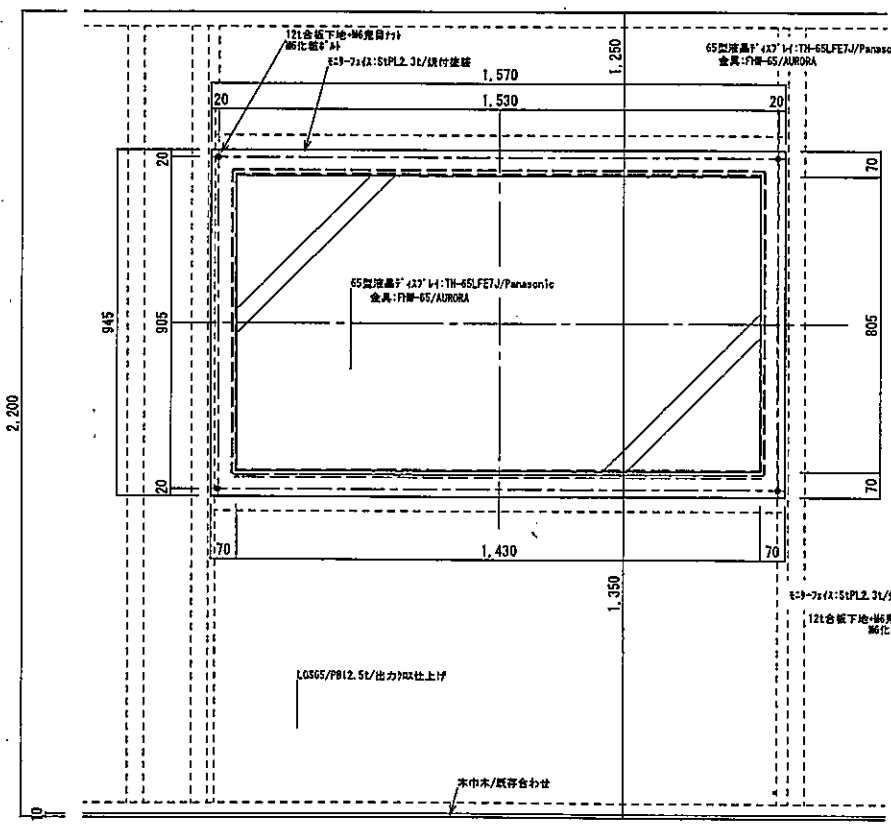 12t合板下地+M6鬼目ナット
M6化粧ボルト
モニターフェイス:StPL2.3t/焼付塗装
1,250
65型液晶ディスプレイ:TH-65LFE7J/Panaso
金具:FHW-65/AURORA
1,570
20
1,530
20
20
70
65型液晶ディスプレイ:TH-65LFE7J/Panasonic
金具:FHW-65/AURORA
945
905
805
2,200
20
70
70
1,430
70
1,350
モニターフェイス:StPL2.3t/
12t合板下地+M6
M6化
LGS65/PB12.5t/出力クロス仕上げ
木巾木/既存合わせ
10